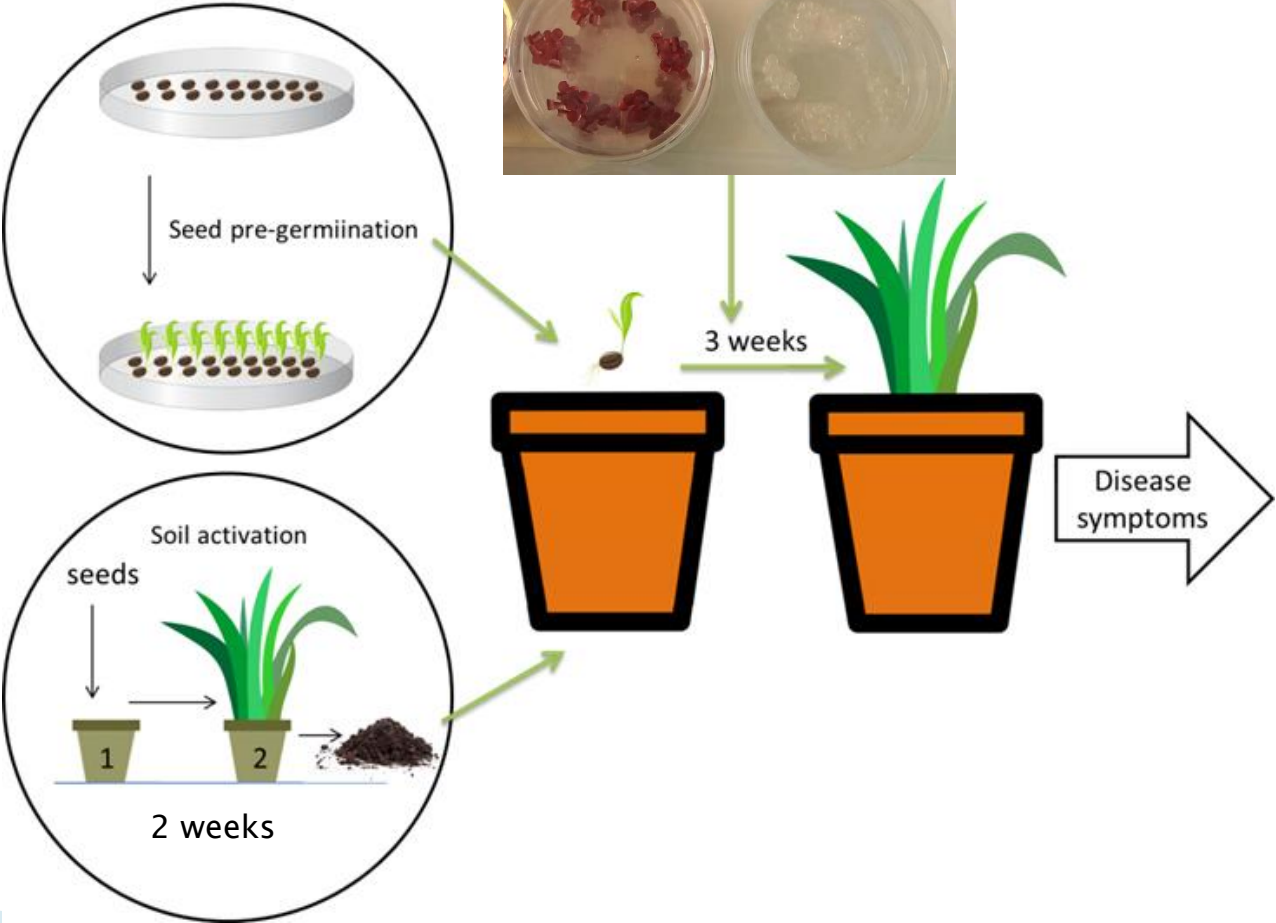 Seed pre-germiination
3 weeks
Disease
symptoms
Soil activation
seeds
1
2
2 weeks